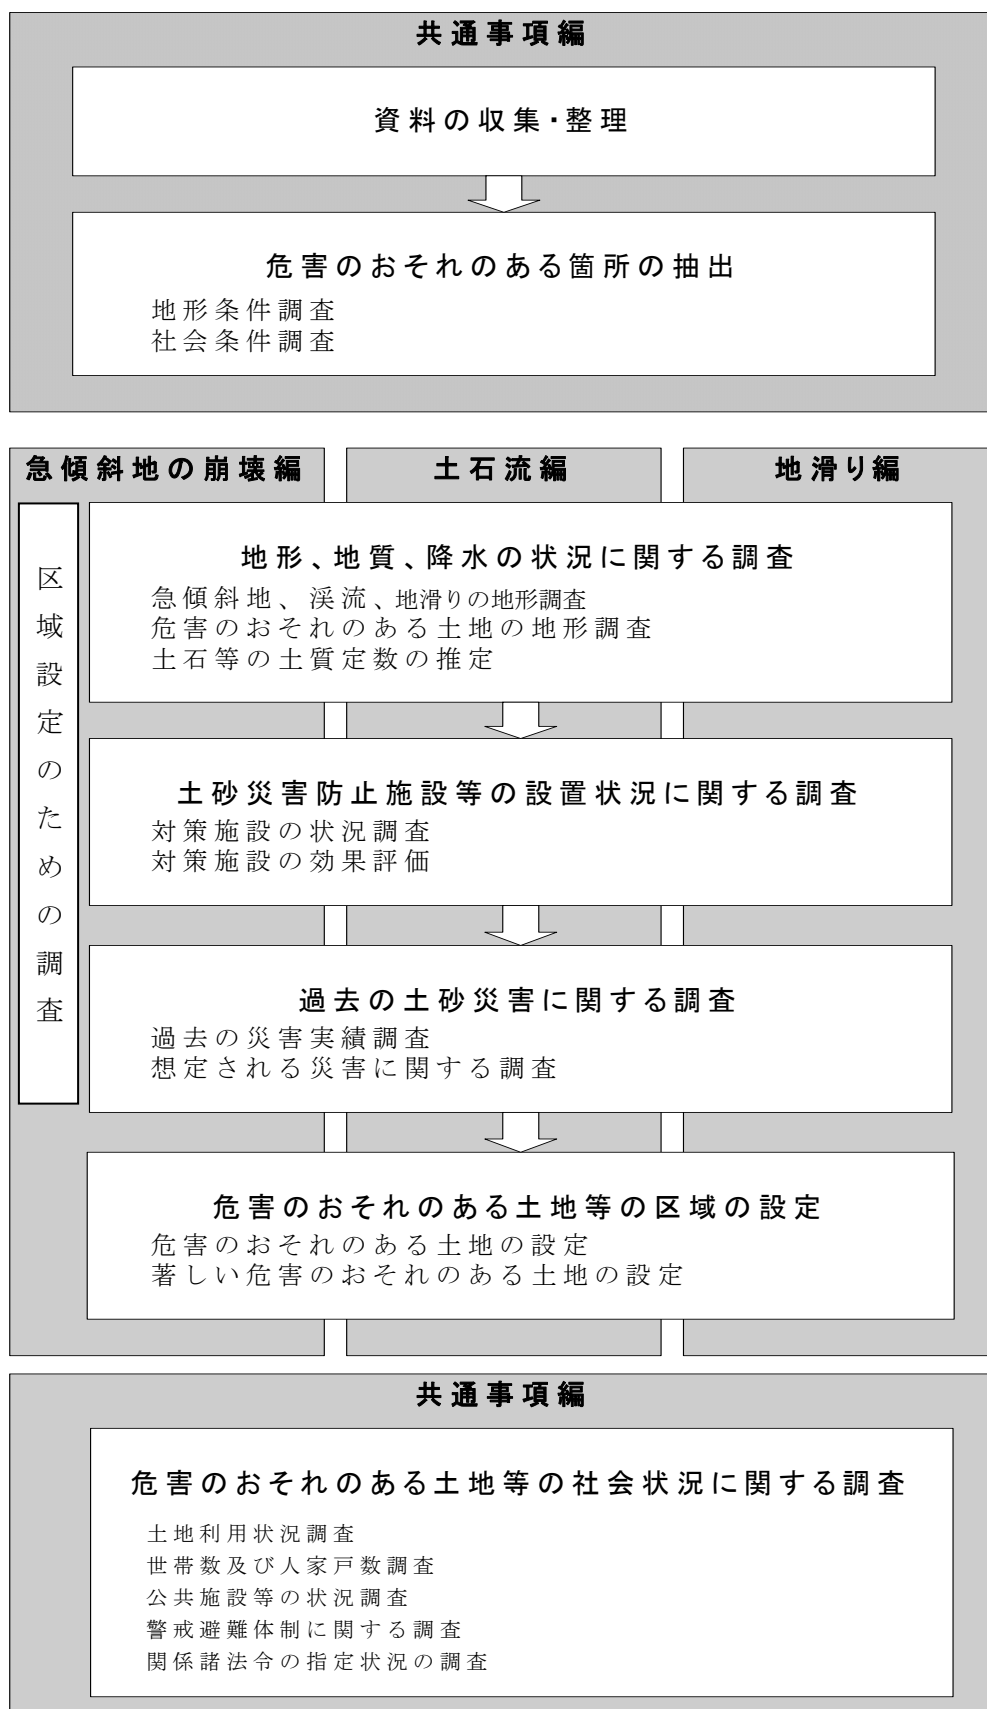 共通事項編
資料の収集・整理
危害のおそれのある箇所の抽出
地形条件調査
社会条件調査
急傾斜地の崩壊編
土石流編
地滑り編
区域設定のための調査
地形、地質、降水の状況に関する調査
急傾斜地、渓流、地滑りの地形調査
危害のおそれのある土地の地形調査
土石等の土質定数の推定
土砂災害防止施設等の設置状況に関する調査
対策施設の状況調査
対策施設の効果評価
過去の土砂災害に関する調査
過去の災害実績調査
想定される災害に関する調査
危害のおそれのある土地等の区域の設定
危害のおそれのある土地の設定
著しい危害のおそれのある土地の設定
共通事項編
危害のおそれのある土地等の社会状況に関する調査
土地利用状況調査
世帯数及び人家戸数調査
公共施設等の状況調査
警戒避難体制に関する調査
関係諸法令の指定状況の調査